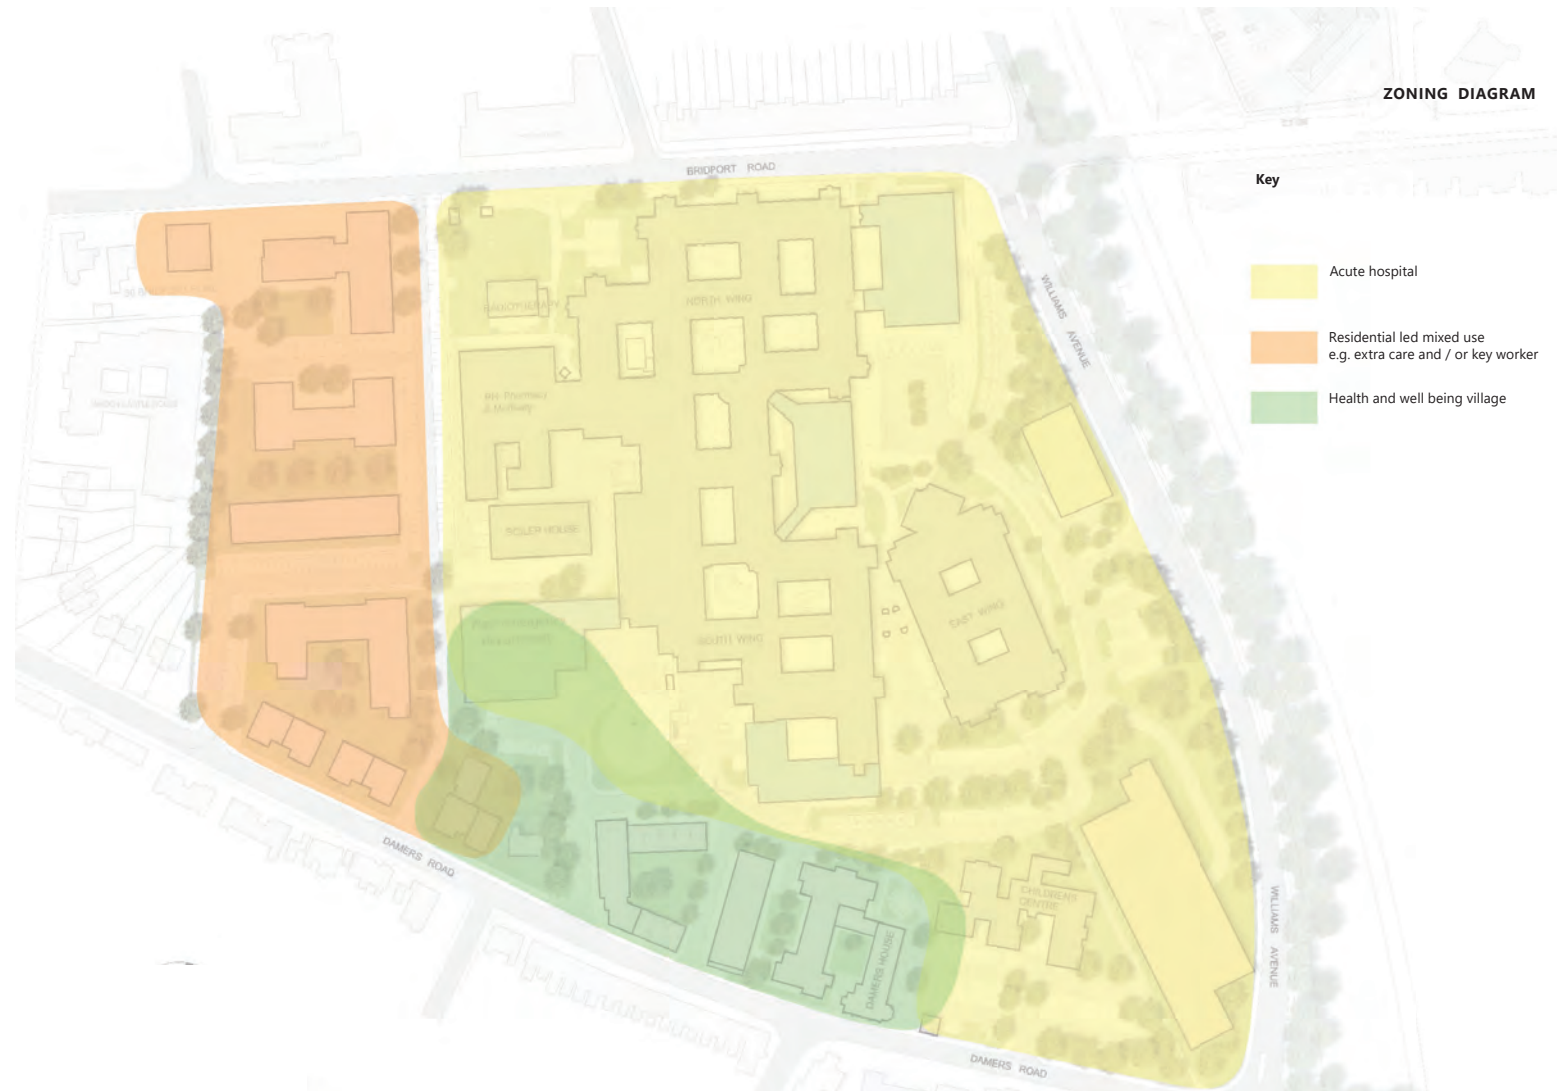 ZONING DIAGRAM
BRIDPORT ROAD
Key
Acute hospital
WILLIAMS AVENUE
Residential led mixed use
e.g. extra care and / or key worker
Health and well being village
NORTH WING
EAST WING
SOUTH WING
DAMERS ROAD
CHILDRENS
CENTRE
DAMERS HOUSE
WILLIAMS AVENUE
DAMERS ROAD